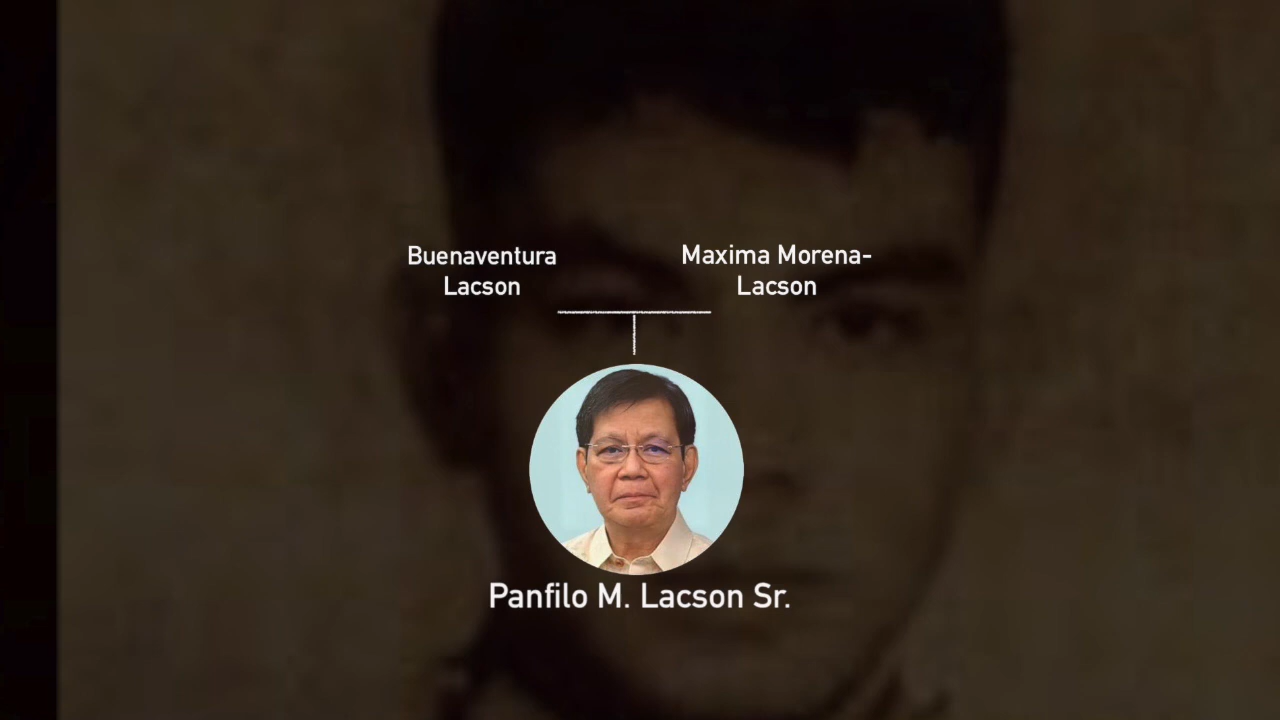 Buenaventura
Lacson
Maxima Morena-
Lacson
Panfilo M. Lacson Sr.